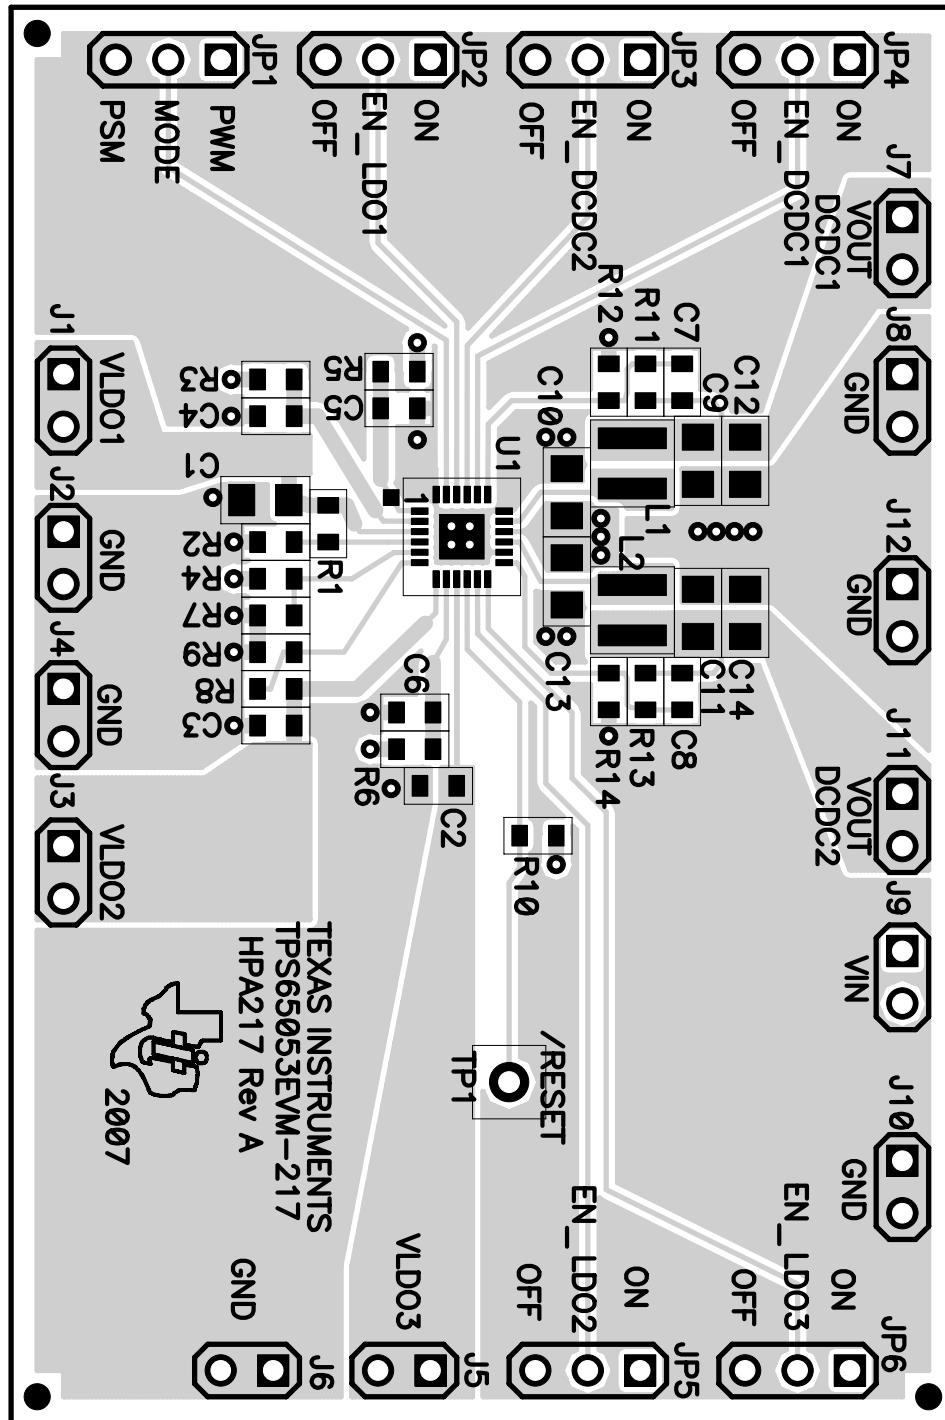 JP1
JP2
JP3
JP4
PSM
MODE
PWM
OFF
EN_LDO1
ON
OFF
EN_DCDC2
ON
OFF
EN_DCDC1
ON
J7
VOUT
DCDC1
J8
GND
J1
VLDO1
R3
C4
R5
C5
R12
R11
C7
C10
C9
C12
U1
1
C1
R2
R4
R7
R9
R8
C3
R1
L1
L2
J2
GND
J12
GND
J4
GND
C6
R6
C2
C13
C11
C14
R14
R13
C8
J11
VOUT
DCDC2
J3
VLDO2
R10
J9
VIN
TEXAS INSTRUMENTS
TPS65053EVM-217
HPA217 Rev A
2007
/RESET
TP1
J10
GND
GND
J6
VLDO3
J5
OFF
EN_LDO2
ON
JP5
OFF
EN_LDO3
ON
JP6